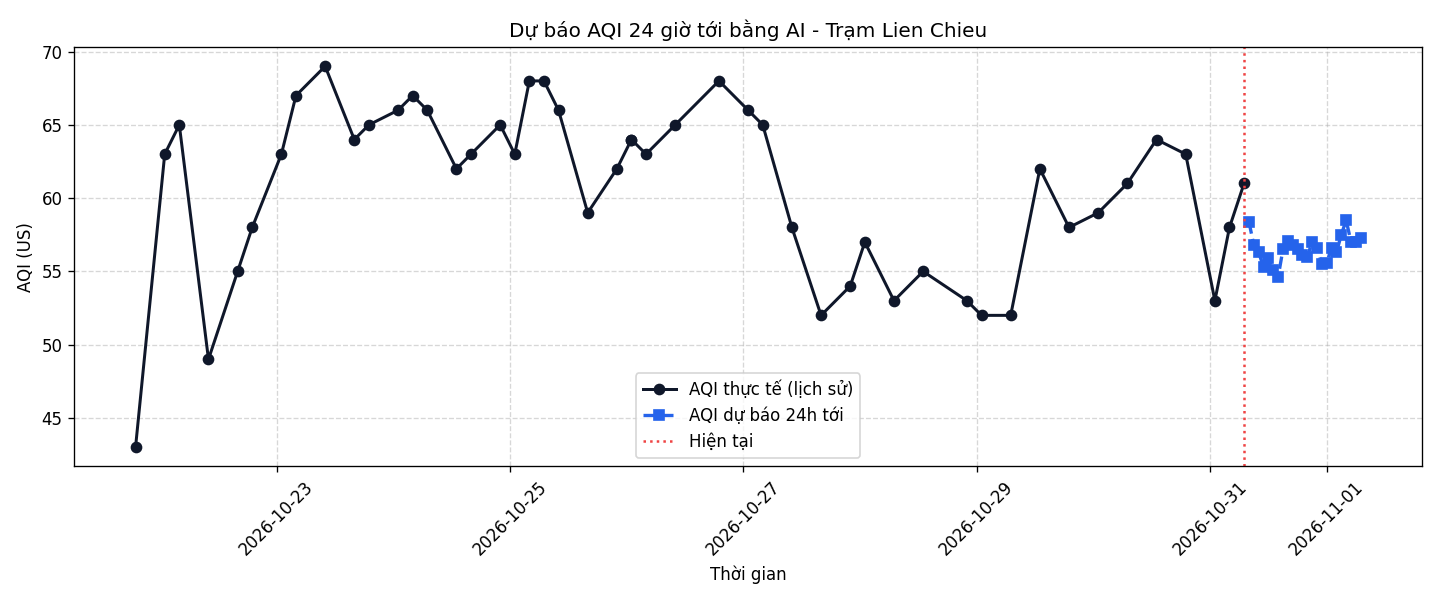 Dự báo AQI 24 giờ tới bằng AI - Trạm Lien Chieu
AQI (US)
70
65
60
55
50
45
AQI thực tế (lịch sử)
AQI dự báo 24h tới
Hiện tại
2026-10-23
2026-10-25
2026-10-27
2026-10-29
2026-10-31
2026-11-01
Thời gian